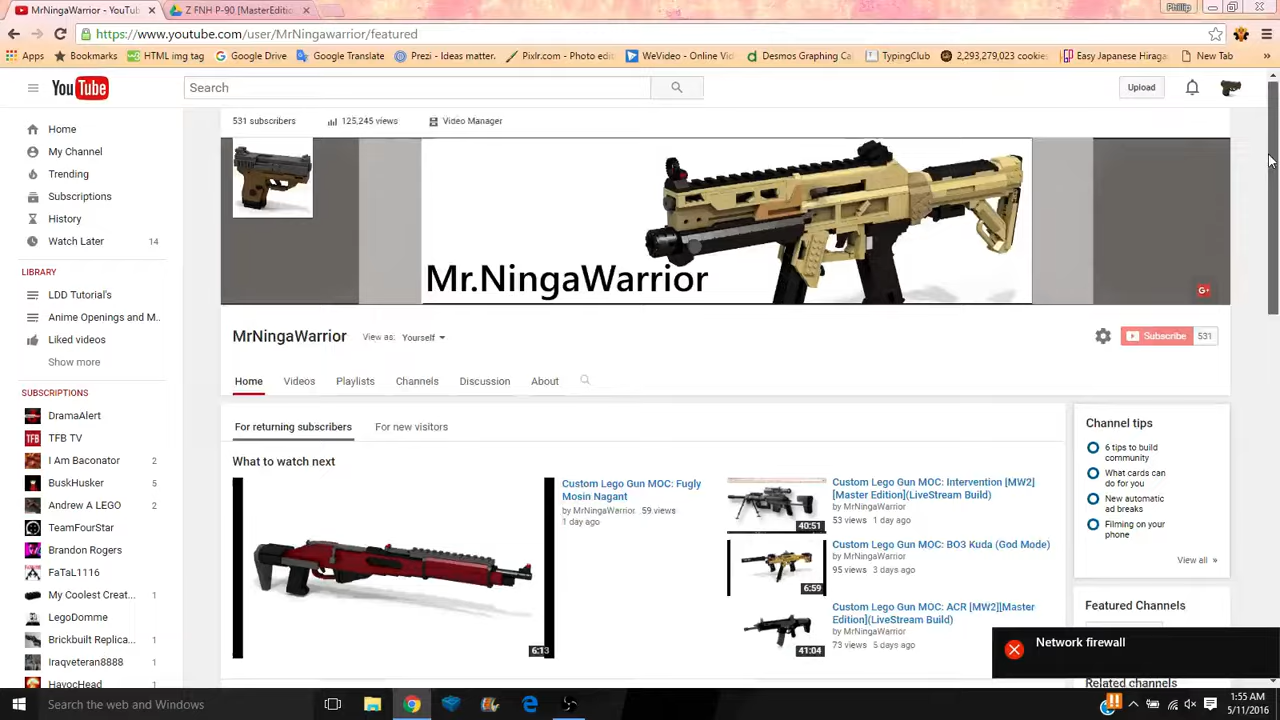 MrNingawarrior - YouTu
Z FNH P-90 [MasterEdition
Phillip
https://www.youtube.com/user/MrNingawarrior/featured
Apps
Bookmarks
HTML img tag
Google Drive
Google Translate
Prezi - Ideas matter.
Pixlr.com - Photo edit
WeVideo - Online Vi
Desmos Graphing Cal
TypingClub
2,293,279,023 cookies
Easy Japanese Hiraga
New Tab
YouTube
Search
Upload
531 subscribers
125,245 views
Video Manager
Home
My Channel
Trending
Subscriptions
History
Watch Later 14
LIBRARY
LDD Tutorial's
Anime Openings and M..
Liked videos
Show more
SUBSCRIPTIONS
DramaAlert
TFB TV
I Am Baconator 2
BuskHusker 5
Andrew A LEGO 2
TeamFourStar
Brandon Rogers
FaTaL1116
My Coolest Creat... 1
LegoDomme
Brickbuilt Replica... 1
Iraqveteran8888 1
HavocHead 1
Mr.NingaWarrior
G+
MrNingaWarrior
View as: Yourself
Subscribe 531
Home
Videos
Playlists
Channels
Discussion
About
For returning subscribers
For new visitors
What to watch next
6:13
Custom Lego Gun MOC: Fugly
Mosin Nagant
by MrNingaWarrior 59 views
1 day ago
40:51
Custom Lego Gun MOC: Intervention [MW2]
[Master Edition](LiveStream Build)
by MrNingaWarrior
53 views 1 day ago
6:59
Custom Lego Gun MOC: BO3 Kuda (God Mode)
by MrNingaWarrior
95 views 3 days ago
41:04
Custom Lego Gun MOC: ACR [MW2][Master
Edition](LiveStream Build)
by MrNingaWarrior
73 views 5 days ago
Channel tips
6 tips to build
community
What cards can
do for you
New automatic
ad breaks
Filming on your
phone
View all »
Featured Channels
Related channels
Network firewall
Search the web and Windows
1:55 AM
5/11/2016